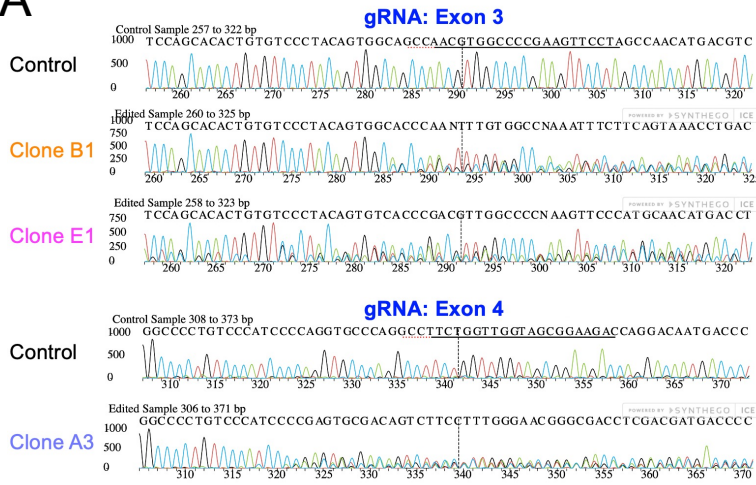 A
gRNA: Exon 3
Control Sample 257 to 322 bp
1000 TCCAGCACACTGTGTCCCTACAGTGGCAGCCAACGTGGCCCCGAAGTTCCTAGCCAACATGACGTC
Control
500
0
260 265 270 275 280 285 290 295 300 305 310 315 320
Edited Sample 260 to 325 bp
POWERED BY SYNTHEGO ICE
1000 TCCAGCACACTGTGTCCCTACAGTGGCACCCAANTTTGTGGCCNAAATTTCTTCAGTAAACCTGAC
750
Clone B1
500
250
0
260 265 270 275 280 285 290 295 300 305 310 315 320 32
Edited Sample 258 to 323 bp
POWERED BY SYNTHEGO ICE
750 TCCAGCACACTGTGTCCCTACAGTGTCACCCGACGTTGGCCCCNAAGTTCCCATGCAACATGACCT
Clone E1
500
250
0
260 265 270 275 280 285 290 295 300 305 310 315 320
gRNA: Exon 4
Control Sample 308 to 373 bp
1000 GGCCCCTGTCCCATCCCCAGGTGCCCAGGCCTTCTGGTTGGTAGCGGAAGACCAGGACAATGACCC
Control
500
0
310 315 320 325 330 335 340 345 350 355 360 365 370
Edited Sample 306 to 371 bp
POWERED BY SYNTHEGO ICE
1000 GGCCCCTGTCCCATCCCCGAGTGCGACAGTCTTCCTTTGGGAACGGGCGACCTCGACGATGACCCC
Clone A3
500
0
310 315 320 325 330 335 340 345 350 355 360 365 370